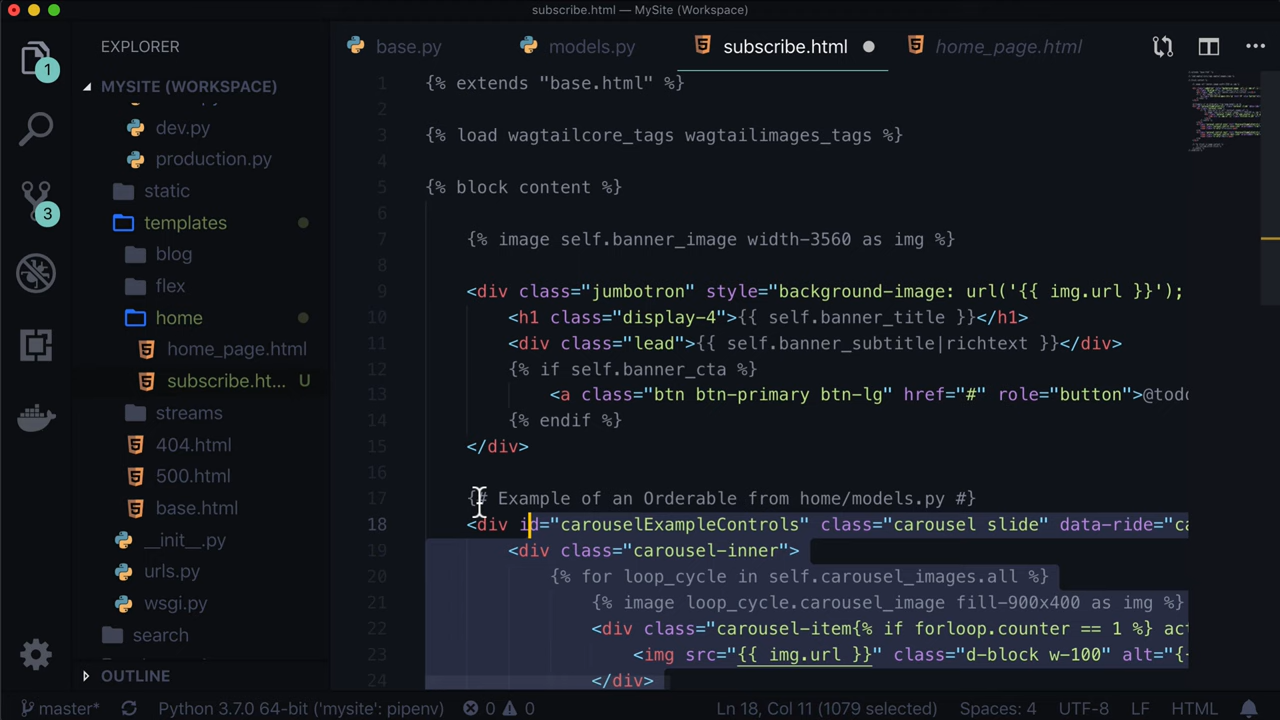 subscribe.html — MySite (Workspace)
EXPLORER
base.py
models.py
subscribe.html
home_page.html
1
MYSITE (WORKSPACE)
dev.py
production.py
static
3
templates
blog
flex
home
home_page.html
subscribe.ht... U
streams
404.html
500.html
base.html
__init__.py
urls.py
wsgi.py
search
OUTLINE
1 {% extends "base.html" %}
2
3 {% load wagtailcore_tags wagtailimages_tags %}
4
5 {% block content %}
6
7 {% image self.banner_image width-3560 as img %}
8
9 <div class="jumbotron" style="background-image: url('{{ img.url }}');
10 <h1 class="display-4">{{ self.banner_title }}</h1>
11 <div class="lead">{{ self.banner_subtitle|richtext }}</div>
12 {% if self.banner_cta %}
13 <a class="btn btn-primary btn-lg" href="#" role="button">@todo
14 {% endif %}
15 </div>
16
17 {# Example of an Orderable from home/models.py #}
18 <div id="carouselExampleControls" class="carousel slide" data-ride="ca
19 <div class="carousel-inner">
20 {% for loop_cycle in self.carousel_images.all %}
21 {% image loop_cycle.carousel_image fill-900x400 as img %}
22 <div class="carousel-item{% if forloop.counter == 1 %} act
23 <img src="{{ img.url }}" class="d-block w-100" alt="{
24 </div>
master* Python 3.7.0 64-bit ('mysite': pipenv) 0 0 Ln 18, Col 11 (1079 selected) Spaces: 4 UTF-8 LF HTML